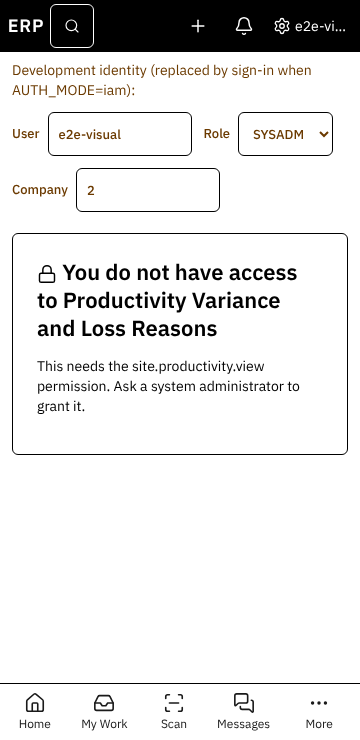 ERP
e2e-vi...
Development identity (replaced by sign-in when
AUTH_MODE=iam):
User e2e-visual Role SYSADM
Company 2
You do not have access
to Productivity Variance
and Loss Reasons
This needs the site.productivity.view
permission. Ask a system administrator to
grant it.
Home My Work Scan Messages More